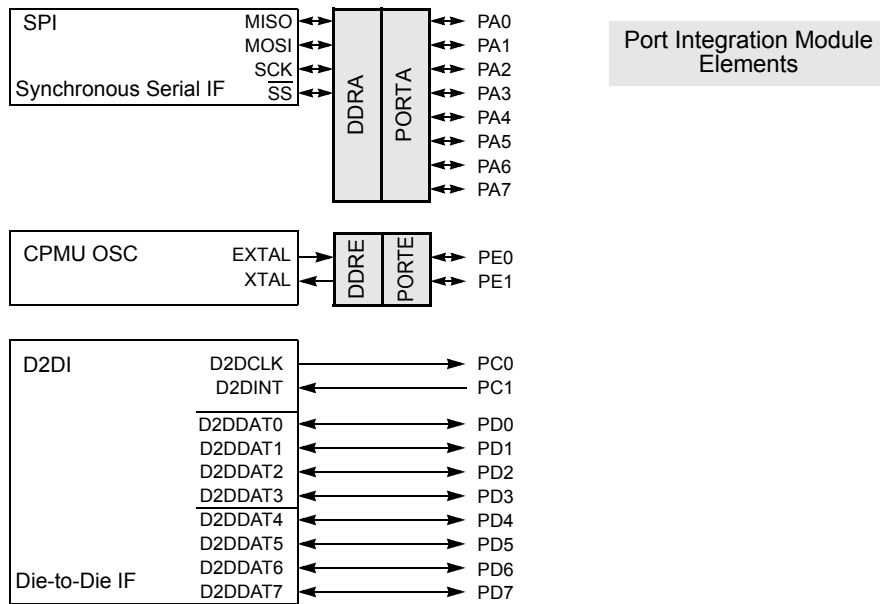 SPI
MISO
MOSI
SCK
SS
Synchronous Serial IF
DDRA
PORTA
PA0
PA1
PA2
PA3
PA4
PA5
PA6
PA7
Port Integration Module
Elements
CPMU OSC
EXTAL
XTAL
DDRE
PORTE
PE0
PE1
D2DI
D2DCLK
D2DINT
D2DDAT0
D2DDAT1
D2DDAT2
D2DDAT3
D2DDAT4
D2DDAT5
D2DDAT6
D2DDAT7
Die-to-Die IF
PC0
PC1
PD0
PD1
PD2
PD3
PD4
PD5
PD6
PD7